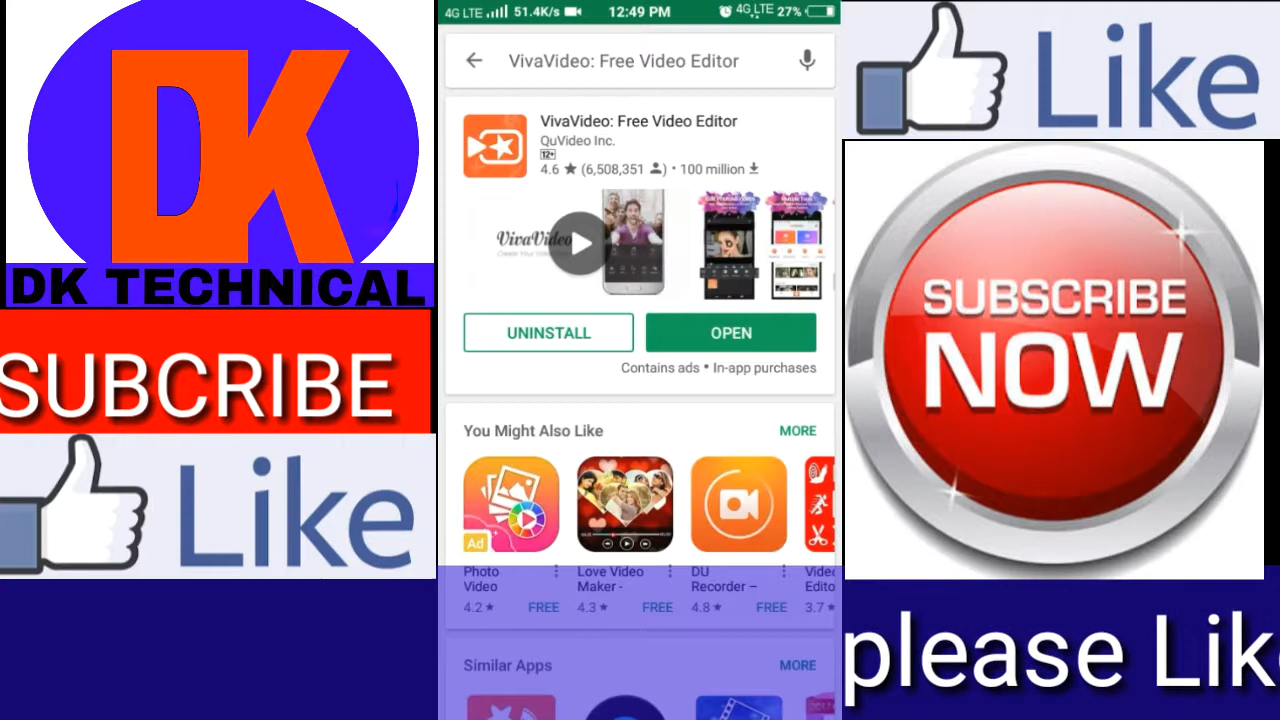 DK
DK TECHNICAL
SUBCRIBE
Like
4G LTE 51.4K/s 12:49 PM 4G LTE 27%
VivaVideo: Free Video Editor
VivaVideo: Free Video Editor
QuVideo Inc.
12+
4.6 ★ (6,508,351) • 100 million
VivaVideo
UNINSTALL OPEN
Contains ads • In-app purchases
You Might Also Like MORE
Ad
Photo Video
4.2 ★ FREE
Love Video Maker -
4.3 ★ FREE
DU Recorder –
4.8 ★ FREE
3.7 ★
Similar Apps MORE
Like
SUBSCRIBE
NOW
please Lik